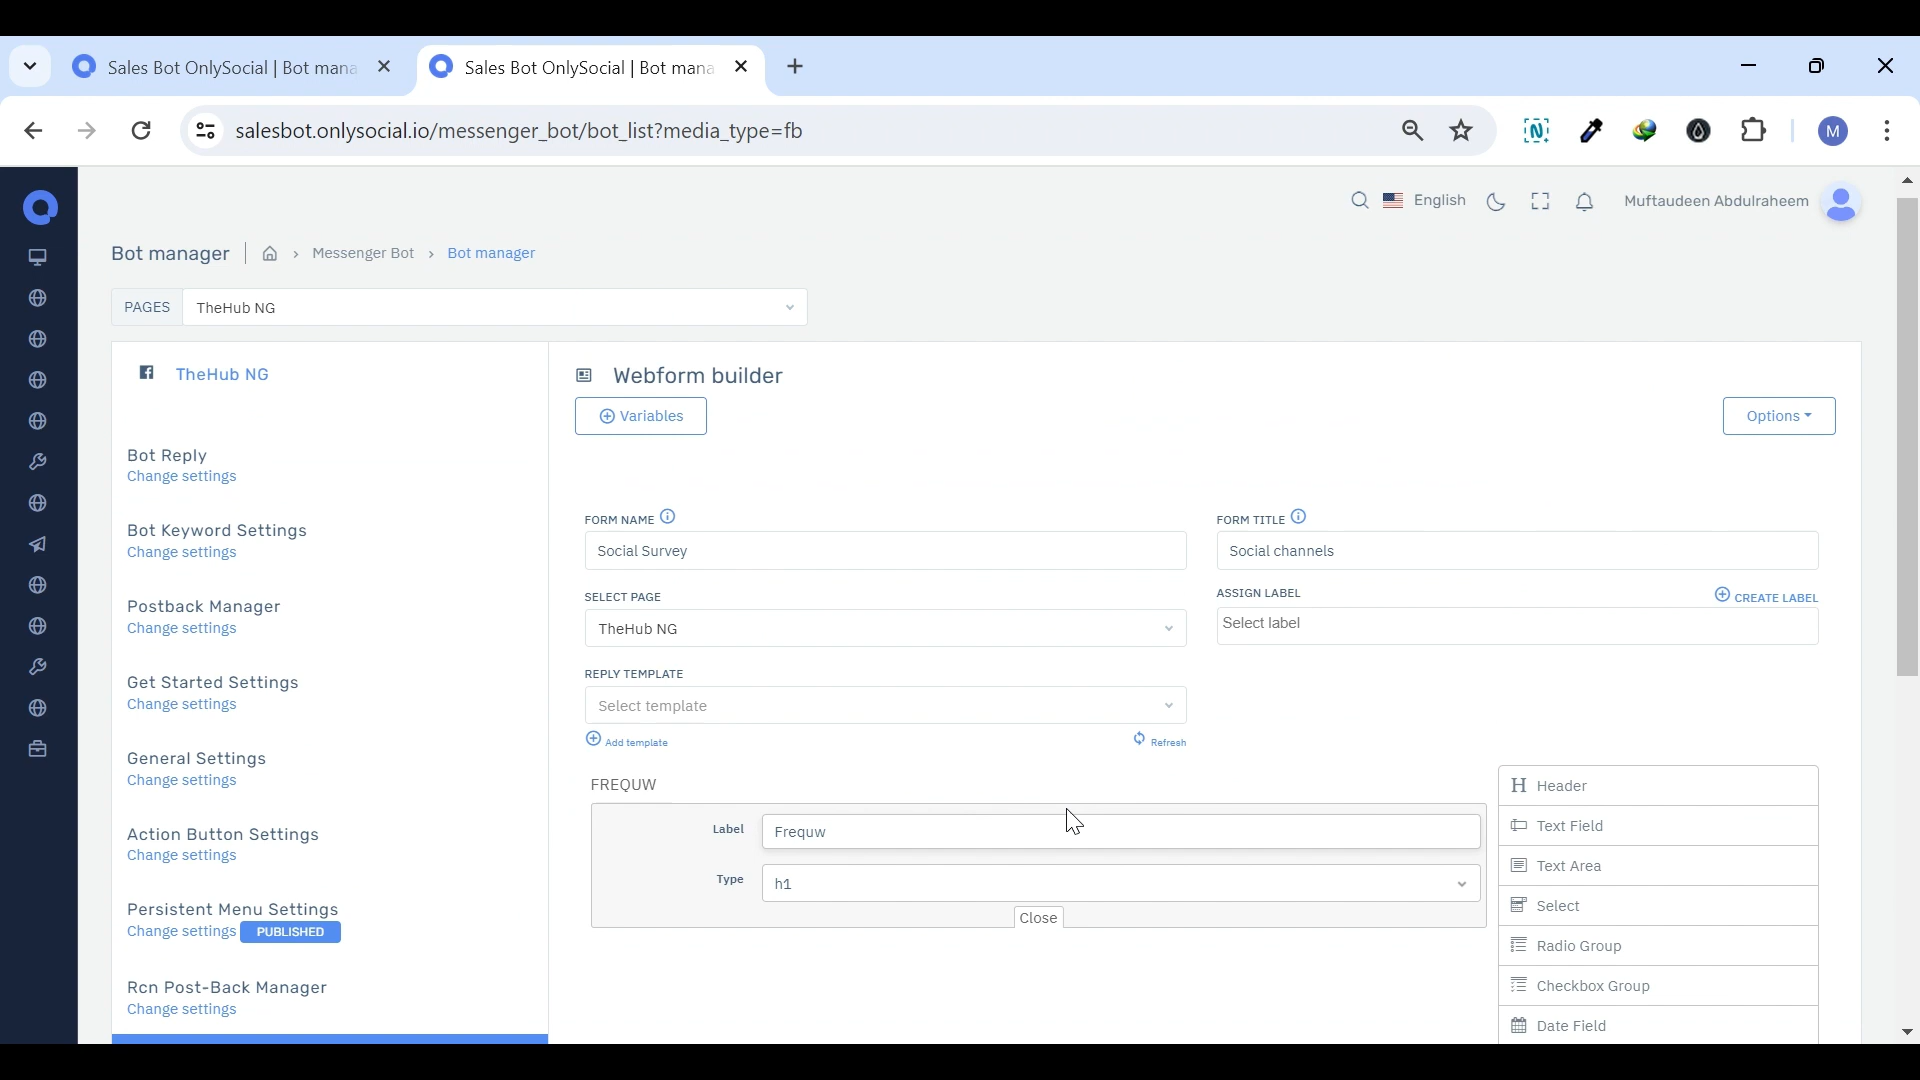 Sales Bot OnlySocial | Bot mana
Sales Bot OnlySocial | Bot mana
salesbot.onlysocial.io/messenger_bot/bot_list?media_type=fb
M
English
Muftaudeen Abdulraheem
Bot manager
Messenger Bot
Bot manager
PAGES
TheHub NG
TheHub NG
Bot Reply
Change settings
Bot Keyword Settings
Change settings
Postback Manager
Change settings
Get Started Settings
Change settings
General Settings
Change settings
Action Button Settings
Change settings
Persistent Menu Settings
Change settings PUBLISHED
Rcn Post-Back Manager
Change settings
Webform builder
Variables
Options
FORM NAME
Social Survey
FORM TITLE
Social channels
SELECT PAGE
TheHub NG
ASSIGN LABEL
CREATE LABEL
Select label
REPLY TEMPLATE
Select template
Add template
Refresh
FREQUW
Label
Frequw
Type
h1
Close
H Header
Text Field
Text Area
Select
Radio Group
Checkbox Group
Date Field